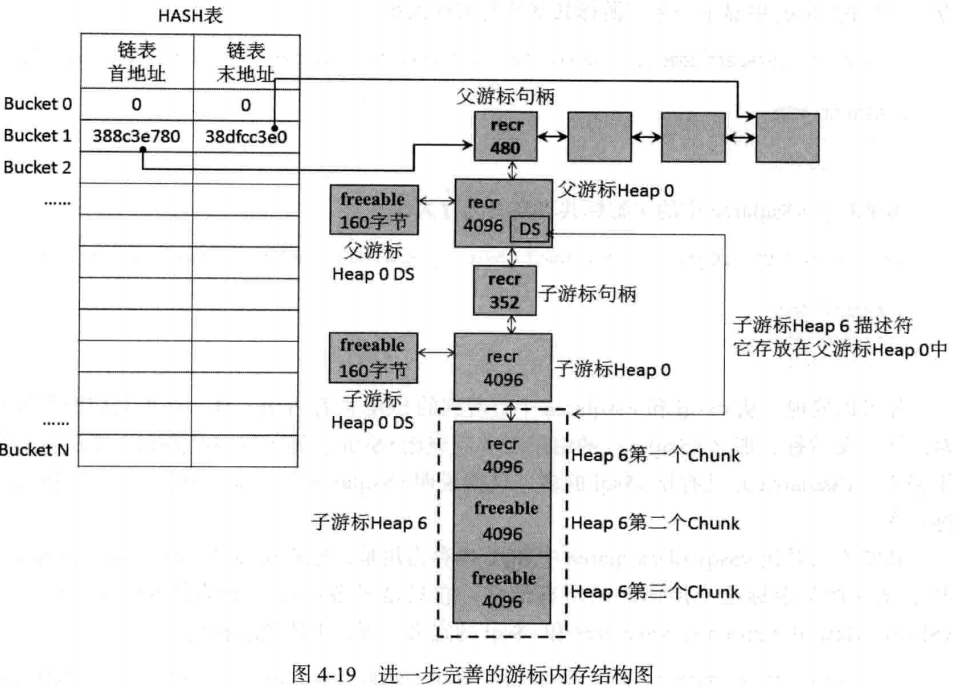 HASH表
链表
首地址
链表
末地址
Bucket 0
0
0
Bucket 1
388c3e780
38dfcc3e0
Bucket 2
……
……
Bucket N
父游标句柄
recr
480
父游标Heap 0
freeable
160字节
recr
4096
DS
父游标
Heap 0 DS
recr
352
子游标句柄
子游标Heap 6 描述符
它存放在父游标Heap 0中
freeable
160字节
recr
4096
子游标Heap 0
子游标
Heap 0 DS
recr
4096
Heap 6第一个Chunk
子游标Heap 6
freeable
4096
Heap 6第二个Chunk
freeable
4096
Heap 6第三个Chunk
图 4-19 进一步完善的游标内存结构图